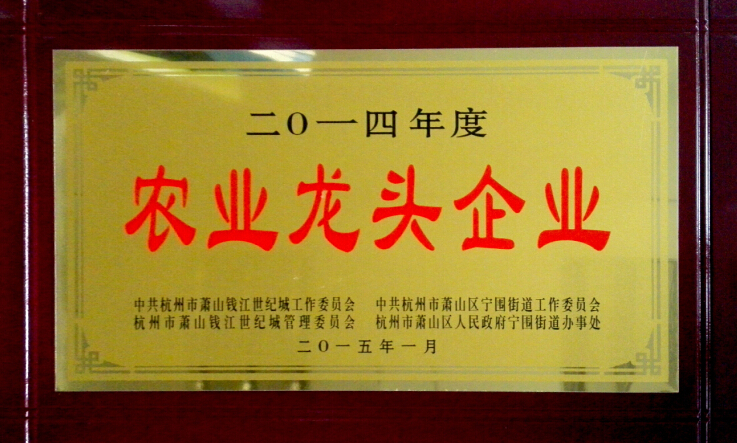 二〇一四年度
农业龙头企业
中共杭州市萧山钱江世纪城工作委员会 中共杭州市萧山区宁围街道工作委员会
杭州市萧山钱江世纪城管理委员会 杭州市萧山区人民政府宁围街道办事处
二〇一五年一月